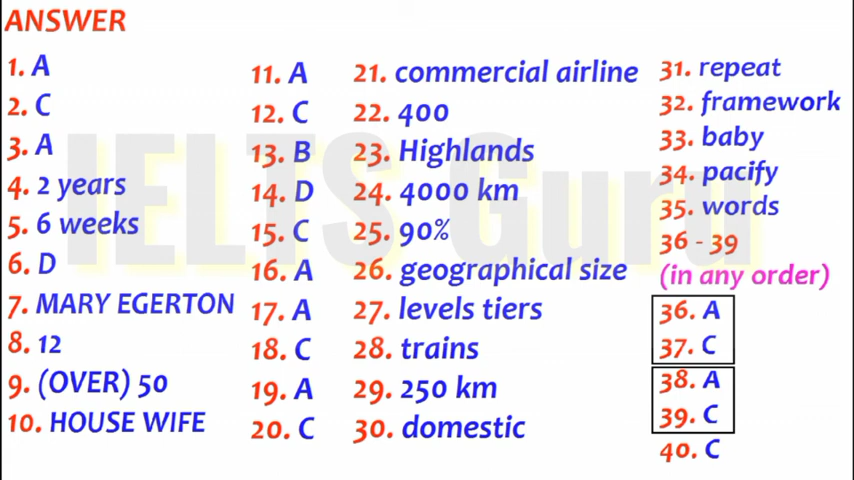 ANSWER
1. A
2. C
3. A
4. 2 years
5. 6 weeks
6. D
7. MARY EGERTON
8. 12
9. (OVER) 50
10. HOUSE WIFE
11. A
12. C
13. B
14. D
15. C
16. A
17. A
18. C
19. A
20. C
21. commercial airline
22. 400
23. Highlands
24. 4000 km
25. 90%
26. geographical size
27. levels tiers
28. trains
29. 250 km
30. domestic
31. repeat
32. framework
33. baby
34. pacify
35. words
36 - 39
(in any order)
36. A
37. C
38. A
39. C
40. C
IELTS Guru